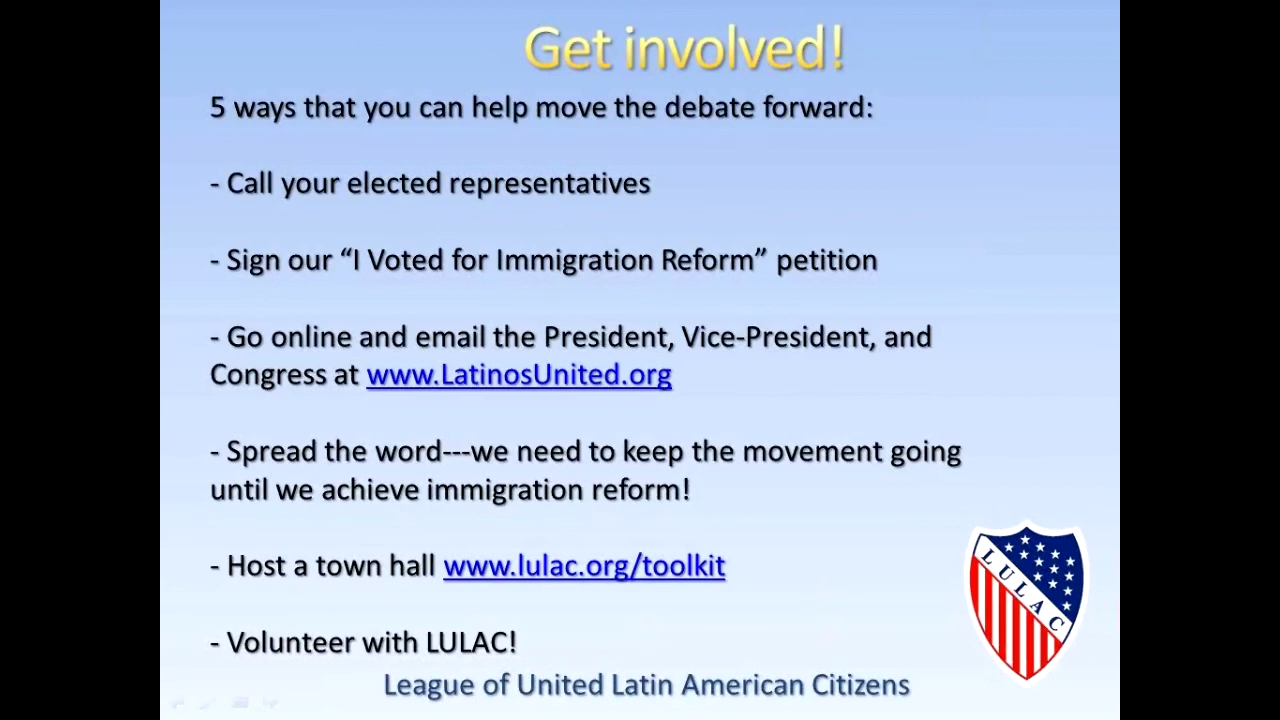 Get involved!
5 ways that you can help move the debate forward:
- Call your elected representatives
- Sign our “I Voted for Immigration Reform” petition
- Go online and email the President, Vice-President, and
Congress at www.LatinosUnited.org
- Spread the word---we need to keep the movement going
until we achieve immigration reform!
- Host a town hall www.lulac.org/toolkit
LULAC
- Volunteer with LULAC!
League of United Latin American Citizens